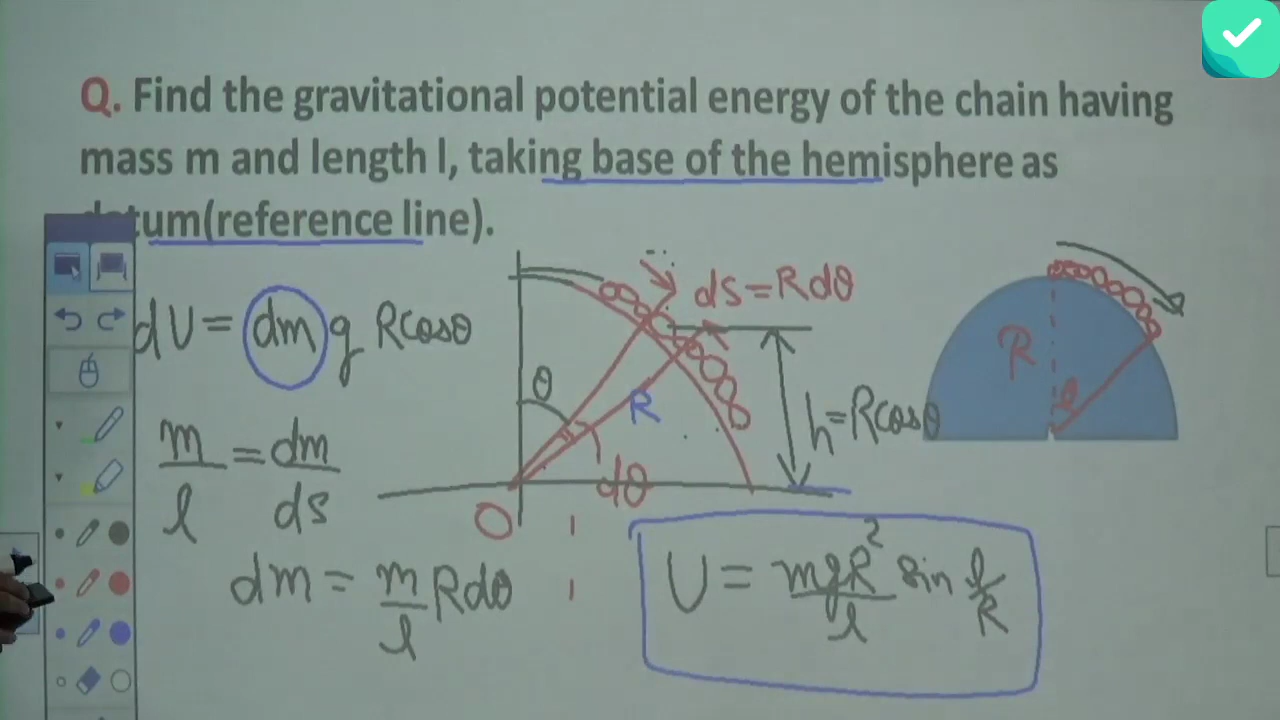 Q. Find the gravitational potential energy of the chain having
mass m and length l, taking base of the hemisphere as
datum(reference line).
dU = dm g Rcosθ
m/l = dm/ds
dm = m/l Rdθ
θ
R
dθ
O
ds = Rdθ
h = Rcosθ
R
θ
U = mgR²/l sin l/R